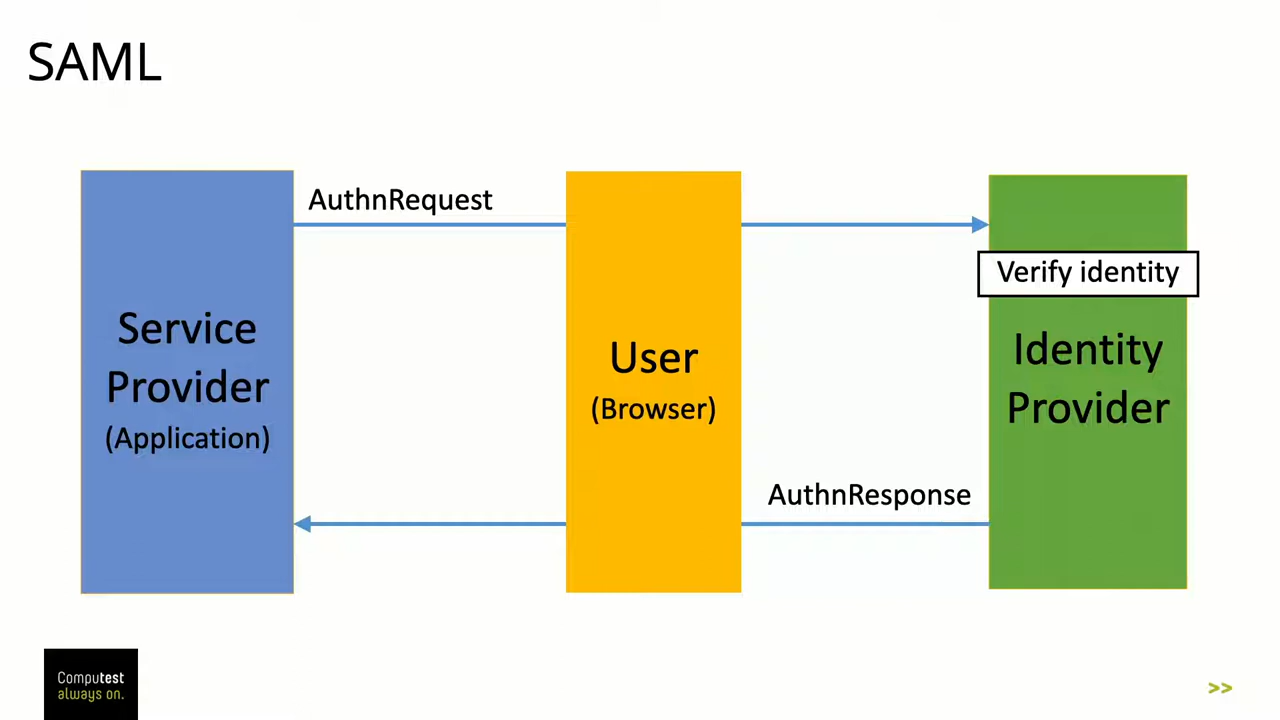 SAML
AuthnRequest
Verify identity
Service
Provider
(Application)
User
(Browser)
Identity
Provider
AuthnResponse
Computest
always on.
>>